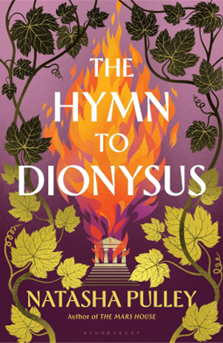 THE
HYMN
TO
DIONYSUS
NATASHA PULLEY
Author of THE MARS HOUSE
BLOOMSBURY